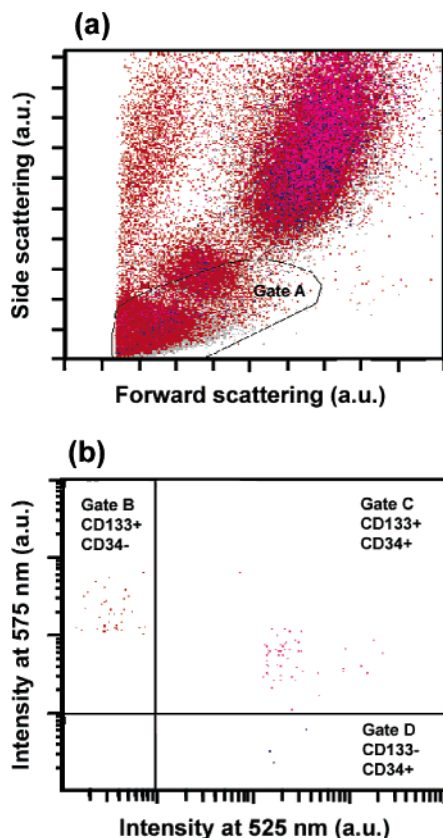 (a)
Side scattering (a.u.)
Gate A
Forward scattering (a.u.)
(b)
Intensity at 575 nm (a.u.)
Gate B
CD133+
CD34-
Gate C
CD133+
CD34+
Gate D
CD133-
CD34+
Intensity at 525 nm (a.u.)